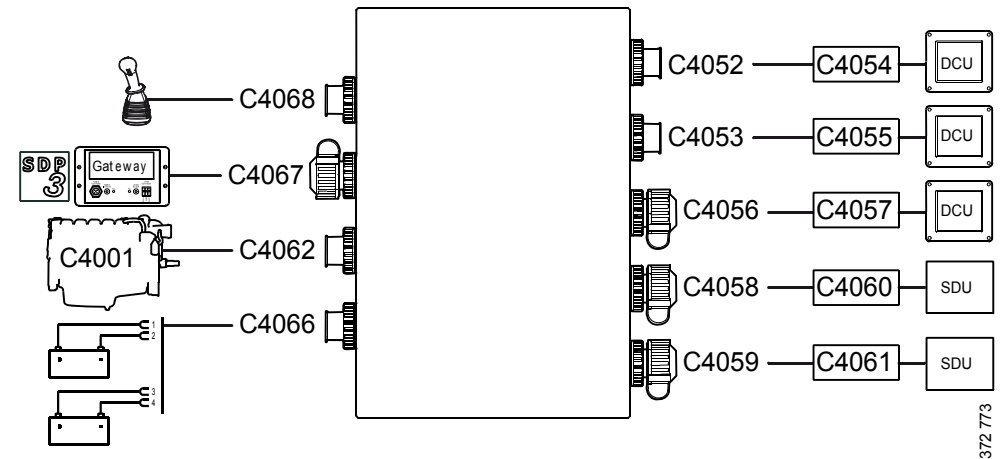 C4068
SDP
3
Gateway
C4067
C4001
C4062
C4066
1
2
3
4
C4052
C4054
DCU
C4053
C4055
DCU
C4056
C4057
DCU
C4058
C4060
SDU
C4059
C4061
SDU
372 773